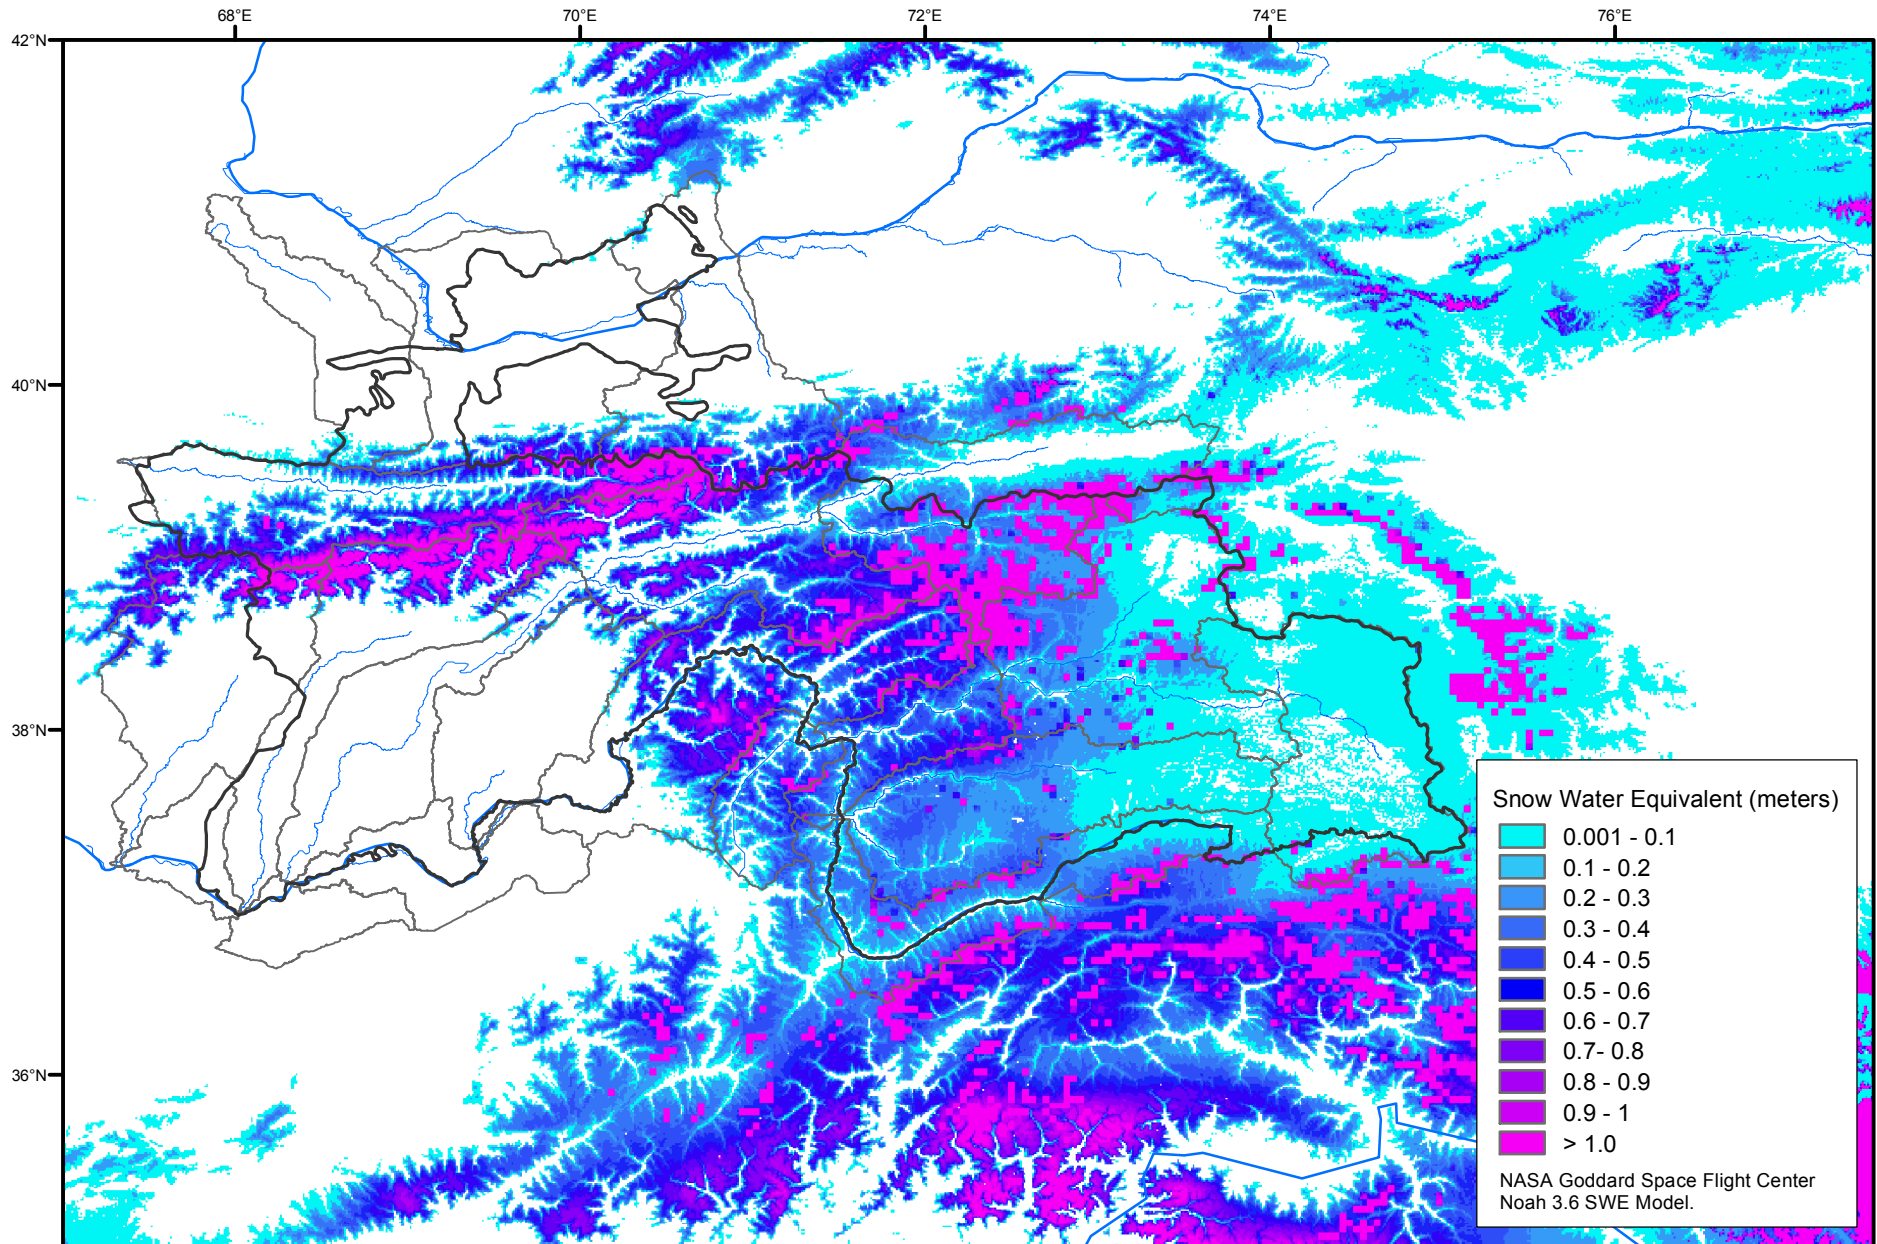 68°E
70°E
72°E
74°E
76°E
42°N
40°N
38°N
36°N
Snow Water Equivalent (meters)
0.001 - 0.1
0.1 - 0.2
0.2 - 0.3
0.3 - 0.4
0.4 - 0.5
0.5 - 0.6
0.6 - 0.7
0.7- 0.8
0.8 - 0.9
0.9 - 1
> 1.0
NASA Goddard Space Flight Center
Noah 3.6 SWE Model.